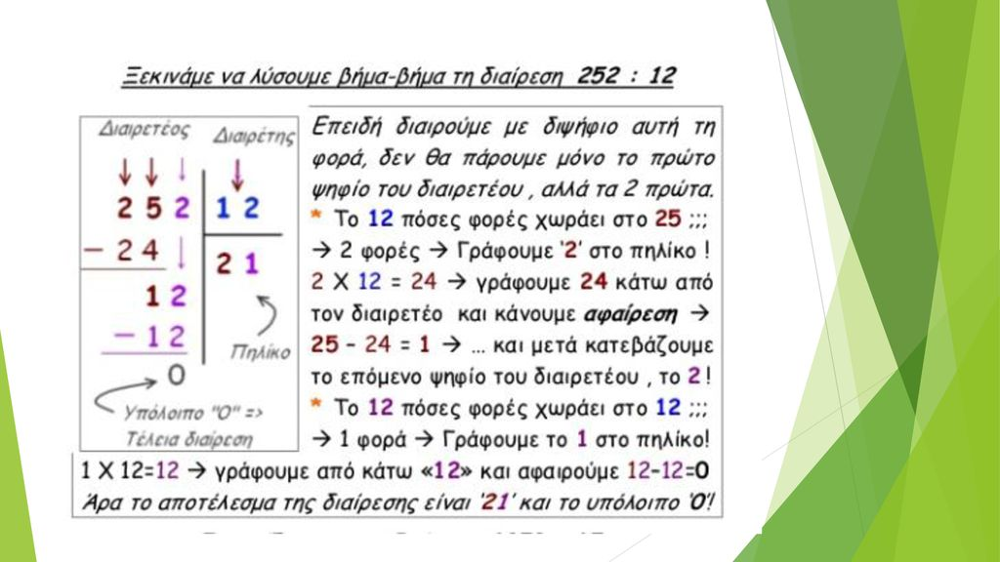 Ξεκινάμε να λύσουμε βήμα-βήμα τη διαίρεση 252 : 12
Διαιρετέος
Διαιρέτης
2 5 2 1 2
- 2 4
2 1
1 2
- 1 2
Πηλίκο
0
Υπόλοιπο "0" =>
Τέλεια διαίρεση
Επειδή διαιρούμε με διψήφιο αυτή τη
φορά, δεν θα πάρουμε μόνο το πρώτο
ψηφίο του διαιρετέου , αλλά τα 2 πρώτα.
* Το 12 πόσες φορές χωράει στο 25 ;;;
→ 2 φορές → Γράφουμε '2' στο πηλίκο !
2 Χ 12 = 24 → γράφουμε 24 κάτω από
τον διαιρετέο και κάνουμε αφαίρεση →
25 – 24 = 1 → ... και μετά κατεβάζουμε
το επόμενο ψηφίο του διαιρετέου , το 2 !
* Το 12 πόσες φορές χωράει στο 12 ;;;
→ 1 φορά → Γράφουμε το 1 στο πηλίκο!
1 Χ 12=12 → γράφουμε από κάτω «12» και αφαιρούμε 12-12=0
Άρα το αποτέλεσμα της διαίρεσης είναι '21' και το υπόλοιπο '0'!